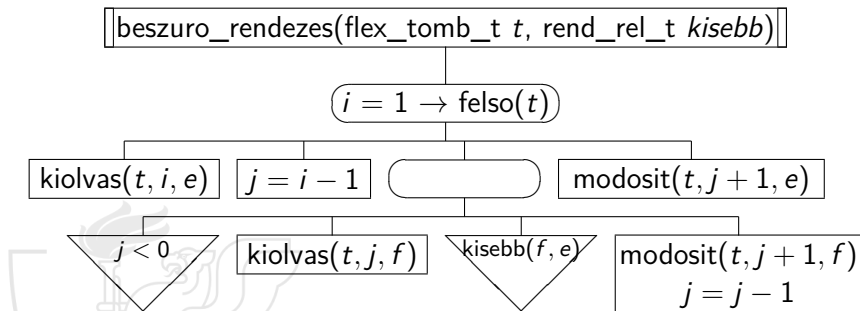 beszuro_rendezes(flex_tomb_t t, rend_rel_t kisebb)
i = 1 → felso(t)
kiolvas(t, i, e)
j = i − 1
modosit(t, j + 1, e)
j < 0
kiolvas(t, j, f)
kisebb(f, e)
modosit(t, j + 1, f)
j = j − 1